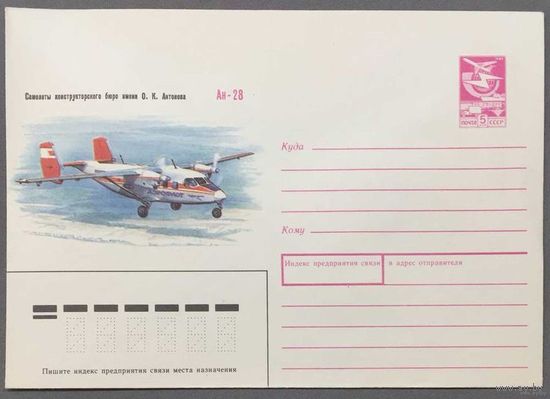 Самолеты конструкторского бюро имени О. К. Антонова Ан-28
АЭРОФЛОТ
ПОЧТА 5 СССР
Куда
Кому
Индекс предприятия связи и адрес отправителя
Пишите индекс предприятия связи места назначения